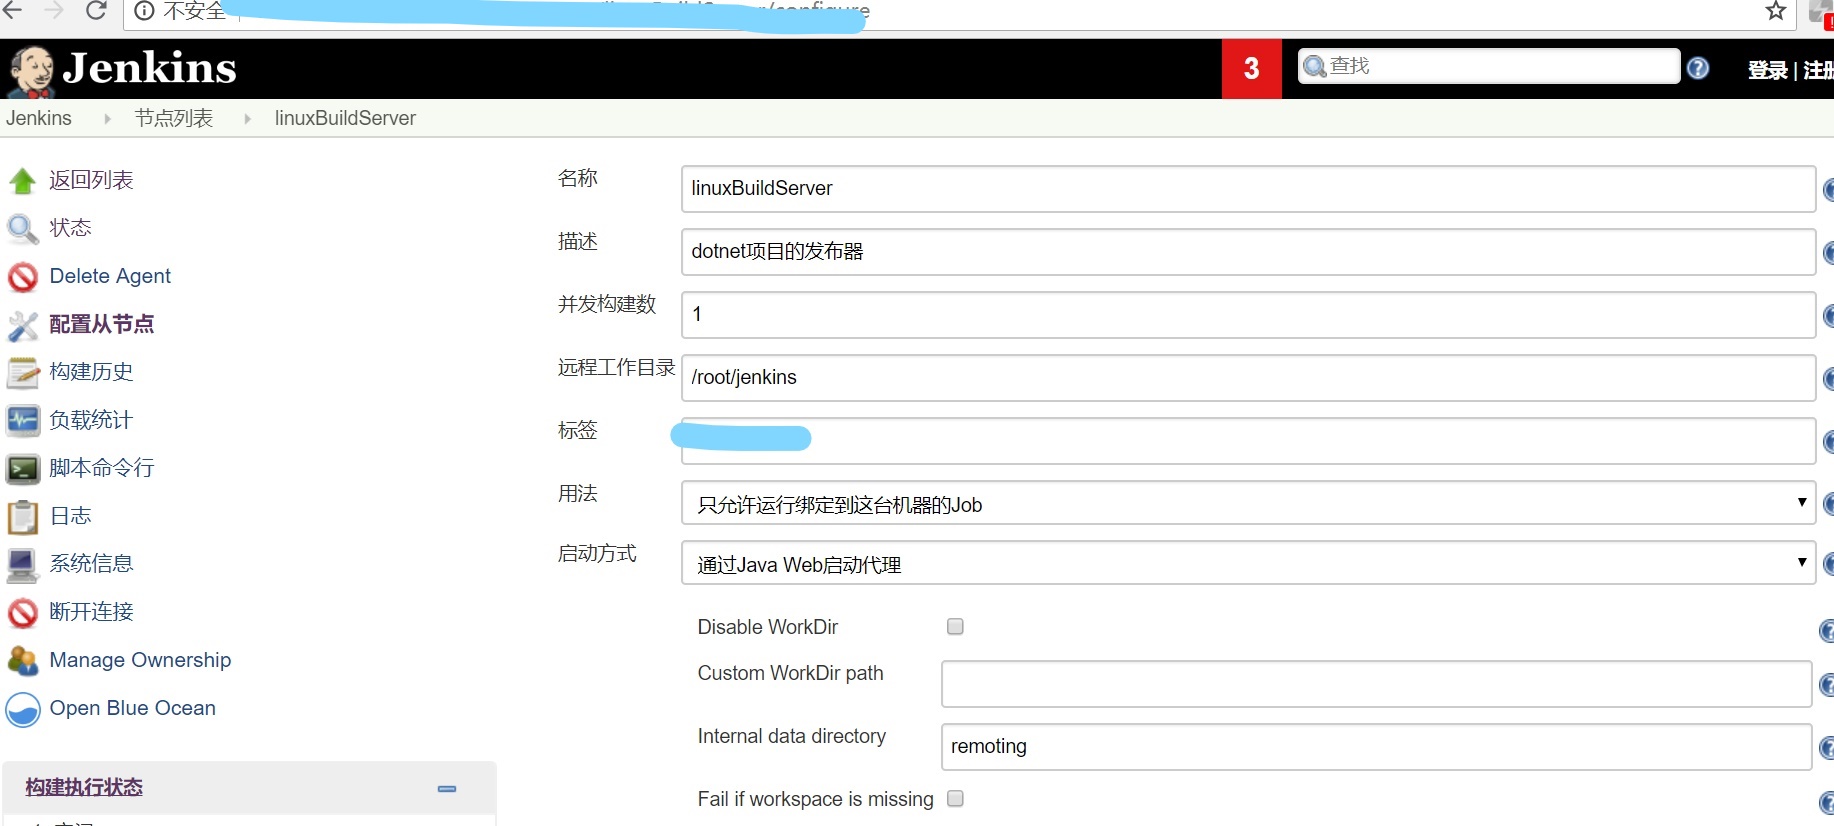 不安全
Jenkins
3
查找
登录 | 注册
Jenkins 节点列表 linuxBuildServer
返回列表
状态
Delete Agent
配置从节点
构建历史
负载统计
脚本命令行
日志
系统信息
断开连接
Manage Ownership
Open Blue Ocean
构建执行状态
名称 linuxBuildServer
描述 dotnet项目的发布器
并发构建数 1
远程工作目录 /root/jenkins
标签
用法 只允许运行绑定到这台机器的Job
启动方式 通过Java Web启动代理
Disable WorkDir
Custom WorkDir path
Internal data directory remoting
Fail if workspace is missing